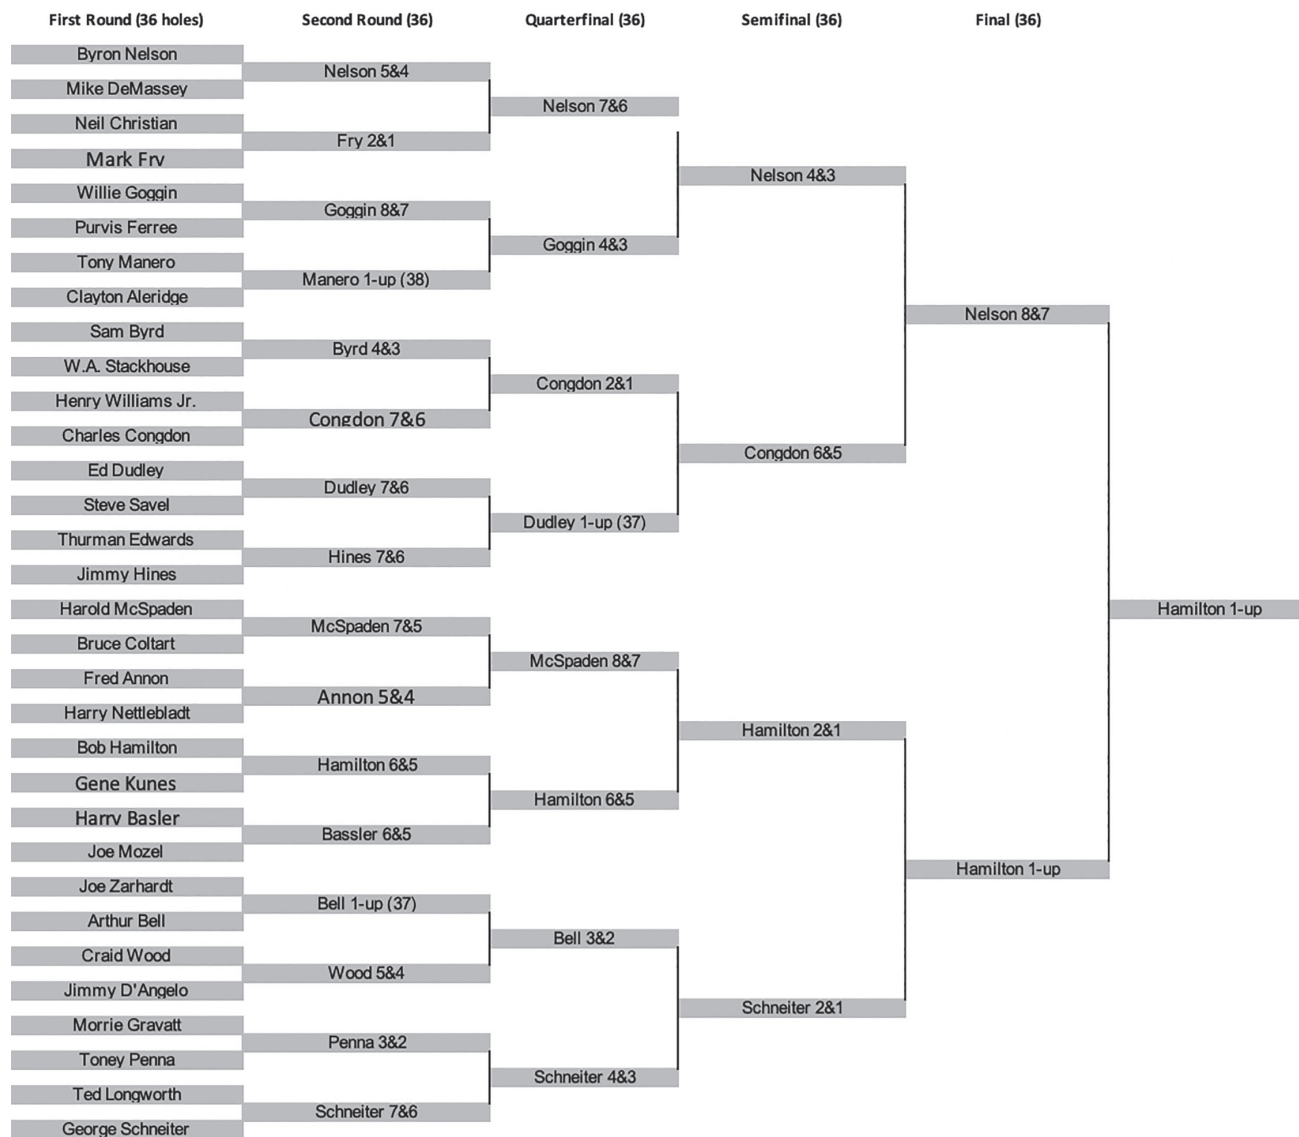 First Round (36 holes)
Second Round (36)
Quarterfinal (36)
Semifinal (36)
Final (36)
Byron Nelson
Mike DeMassey
Neil Christian
Mark Fry
Willie Goggin
Purvis Ferree
Tony Manero
Clayton Aleridge
Sam Byrd
W.A. Stackhouse
Henry Williams Jr.
Charles Congdon
Ed Dudley
Steve Savel
Thurman Edwards
Jimmy Hines
Harold McSpaden
Bruce Coltart
Fred Annon
Harry Nettlebladt
Bob Hamilton
Gene Kunes
Harry Basler
Joe Mozel
Joe Zarhardt
Arthur Bell
Craid Wood
Jimmy D'Angelo
Morrie Gravatt
Toney Penna
Ted Longworth
George Schneiter
Nelson 5&4
Fry 2&1
Goggin 8&7
Manero 1-up (38)
Byrd 4&3
Congdon 7&6
Dudley 7&6
Hines 7&6
McSpaden 7&5
Annon 5&4
Hamilton 6&5
Bassler 6&5
Bell 1-up (37)
Wood 5&4
Penna 3&2
Schneiter 7&6
Nelson 7&6
Goggin 4&3
Congdon 2&1
Dudley 1-up (37)
McSpaden 8&7
Hamilton 6&5
Bell 3&2
Schneiter 4&3
Nelson 4&3
Congdon 6&5
Hamilton 2&1
Schneiter 2&1
Nelson 8&7
Hamilton 1-up
Hamilton 1-up